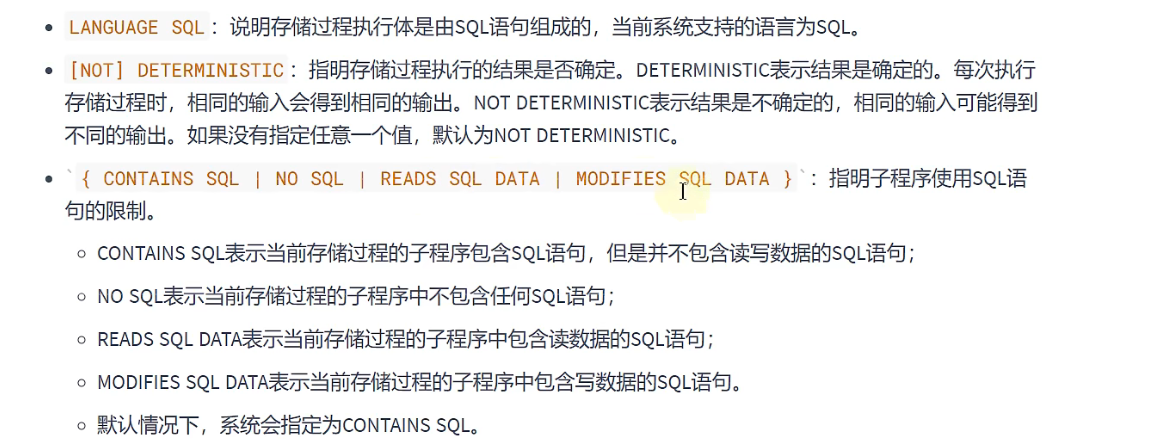 • LANGUAGE SQL：说明存储过程执行体是由SQL语句组成的，当前系统支持的语言为SQL。
• [NOT] DETERMINISTIC：指明存储过程执行的结果是否确定。DETERMINISTIC表示结果是确定的。每次执行
存储过程时，相同的输入会得到相同的输出。NOT DETERMINISTIC表示结果是不确定的，相同的输入可能得到
不同的输出。如果没有指定任意一个值，默认为NOT DETERMINISTIC。
• `{ CONTAINS SQL | NO SQL | READS SQL DATA | MODIFIES SQL DATA }`：指明子程序使用SQL语
句的限制。
◦ CONTAINS SQL表示当前存储过程的子程序包含SQL语句，但是并不包含读写数据的SQL语句；
◦ NO SQL表示当前存储过程的子程序中不包含任何SQL语句；
◦ READS SQL DATA表示当前存储过程的子程序中包含读数据的SQL语句；
◦ MODIFIES SQL DATA表示当前存储过程的子程序中包含写数据的SQL语句。
◦ 默认情况下，系统会指定为CONTAINS SQL。